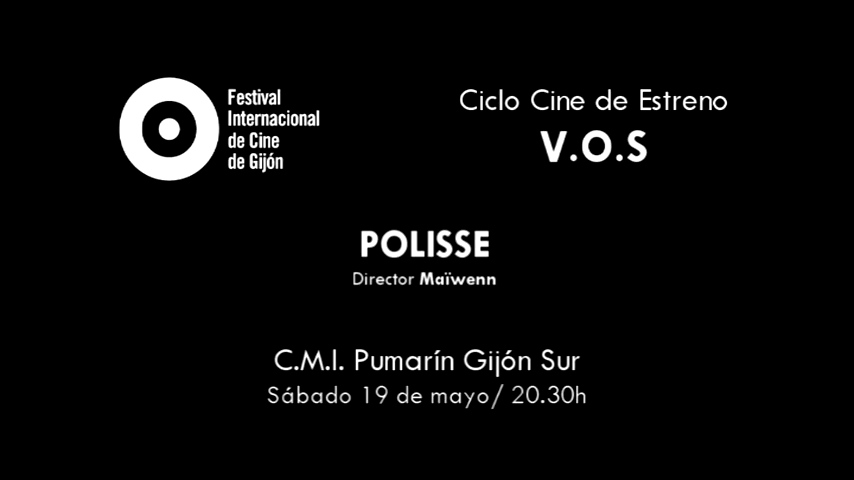 Festival
Internacional
de Cine
de Gijón
Ciclo Cine de Estreno
V.O.S
POLISSE
Director Maïwenn
C.M.I. Pumarín Gijón Sur
Sábado 19 de mayo/ 20.30h